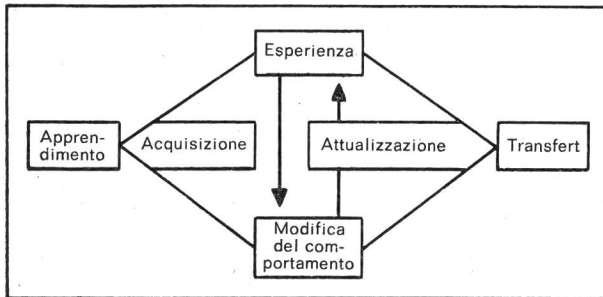 Esperienza
Appren-
dimento
Acquisizione
Attualizzazione
Transfert
Modifica
del com-
portamento